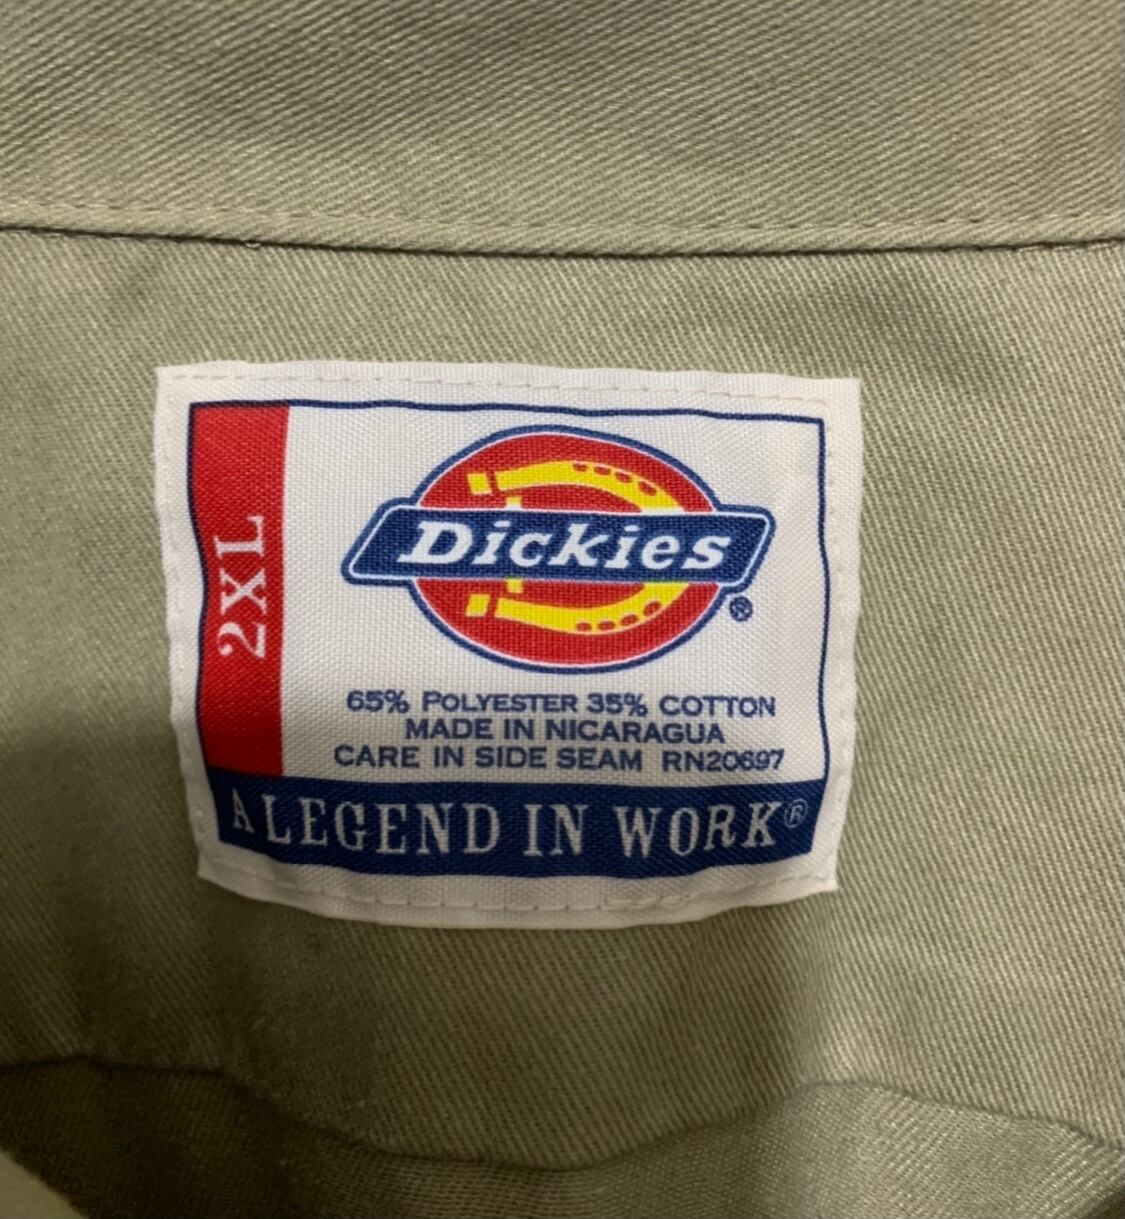 2XL
Dickies®
65% POLYESTER 35% COTTON
MADE IN NICARAGUA
CARE IN SIDE SEAM RN20697
A LEGEND IN WORK®